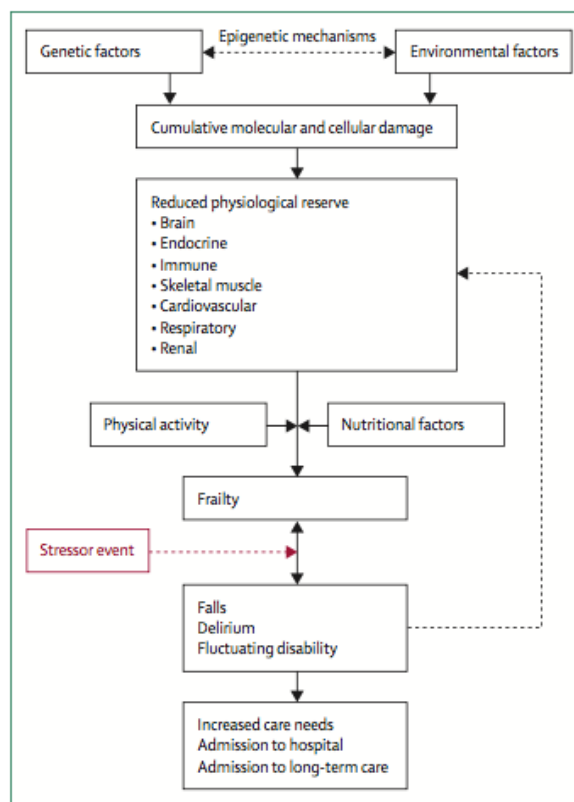 Epigenetic mechanisms
Genetic factors
Environmental factors
Cumulative molecular and cellular damage
Reduced physiological reserve
• Brain
• Endocrine
• Immune
• Skeletal muscle
• Cardiovascular
• Respiratory
• Renal
Physical activity
Nutritional factors
Frailty
Stressor event
Falls
Delirium
Fluctuating disability
Increased care needs
Admission to hospital
Admission to long-term care